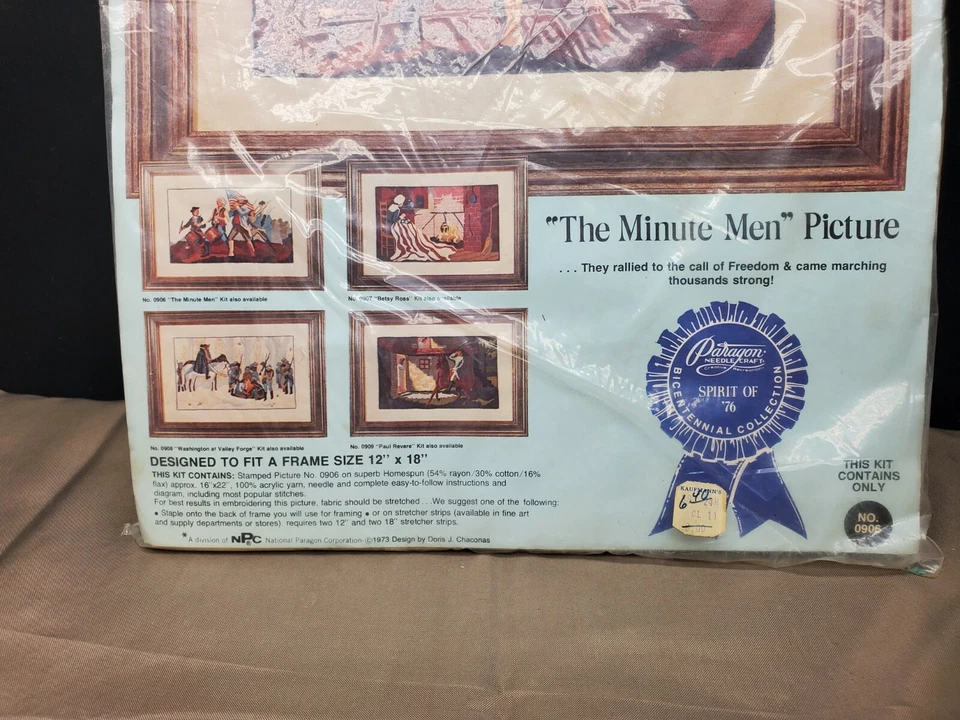 "The Minute Men" Picture
. . . They rallied to the call of Freedom & came marching
thousands strong!
No. 0906 "The Minute Men" Kit also available
No. 0907 "Betsy Ross" Kit also available
No. 0908 "Washington at Valley Forge" Kit also available
No. 0909 "Paul Revere" Kit also available
Paragon
NEEDLECRAFT
Creative Recreation
SPIRIT OF
'76
BICENTENNIAL COLLECTION
DESIGNED TO FIT A FRAME SIZE 12" x 18"
THIS KIT CONTAINS: Stamped Picture No. 0906 on superb Homespun (54% rayon/30% cotton/16%
flax) approx. 16"x22", 100% acrylic yarn, needle and complete easy-to-follow instructions and
diagram, including most popular stitches.
For best results in embroidering this picture, fabric should be stretched . . . We suggest one of the following:
• Staple onto the back of frame you will use for framing • or on stretcher strips (available in fine art
and supply departments or stores). requires two 12" and two 18" stretcher strips.
* A division of NPC National Paragon Corporation-©1973 Design by Doris J. Chaconas
KAUFMANN'S
THIS KIT
CONTAINS
ONLY
NO.
0906